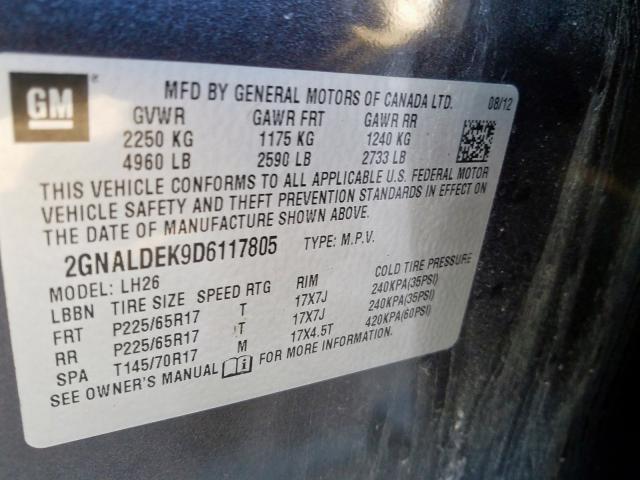 GM ®
MFD BY GENERAL MOTORS OF CANADA LTD. 08/12
GVWR GAWR FRT GAWR RR
2250 KG 1175 KG 1240 KG
4960 LB 2590 LB 2733 LB
THIS VEHICLE CONFORMS TO ALL APPLICABLE U.S. FEDERAL MOTOR
VEHICLE SAFETY AND THEFT PREVENTION STANDARDS IN EFFECT ON
THE DATE OF MANUFACTURE SHOWN ABOVE.
2GNALDEK9D6117805 TYPE: M.P.V.
MODEL: LH26
LBBN TIRE SIZE SPEED RTG RIM COLD TIRE PRESSURE
FRT P225/65R17 T 17X7J 240KPA(35PSI)
RR P225/65R17 T 17X7J 240KPA(35PSI)
SPA T145/70R17 M 17X4.5T 420KPA(60PSI)
SEE OWNER'S MANUAL FOR MORE INFORMATION.